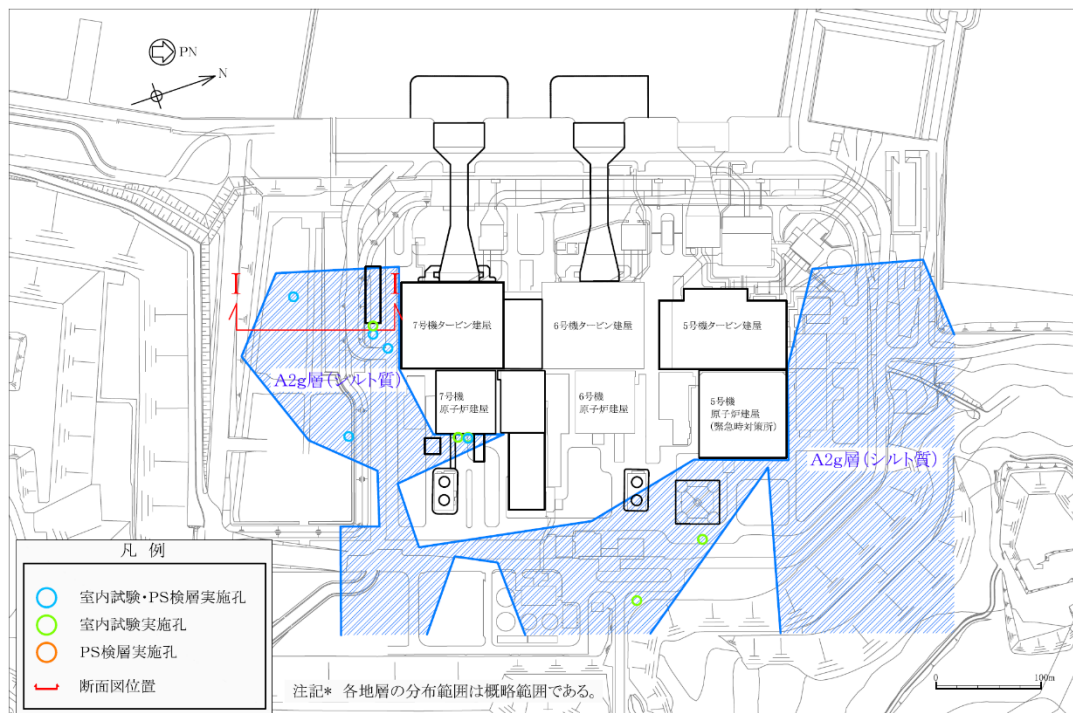 PN
N
I
I
7号機タービン建屋
6号機タービン建屋
5号機タービン建屋
A2g層(シルト質)
7号機
原子炉建屋
6号機
原子炉建屋
5号機
原子炉建屋
(緊急時対策所)
A2g層(シルト質)
凡 例
室内試験・PS検層実施孔
室内試験実施孔
PS検層実施孔
断面図位置
注記* 各地層の分布範囲は概略範囲である。
0
100m